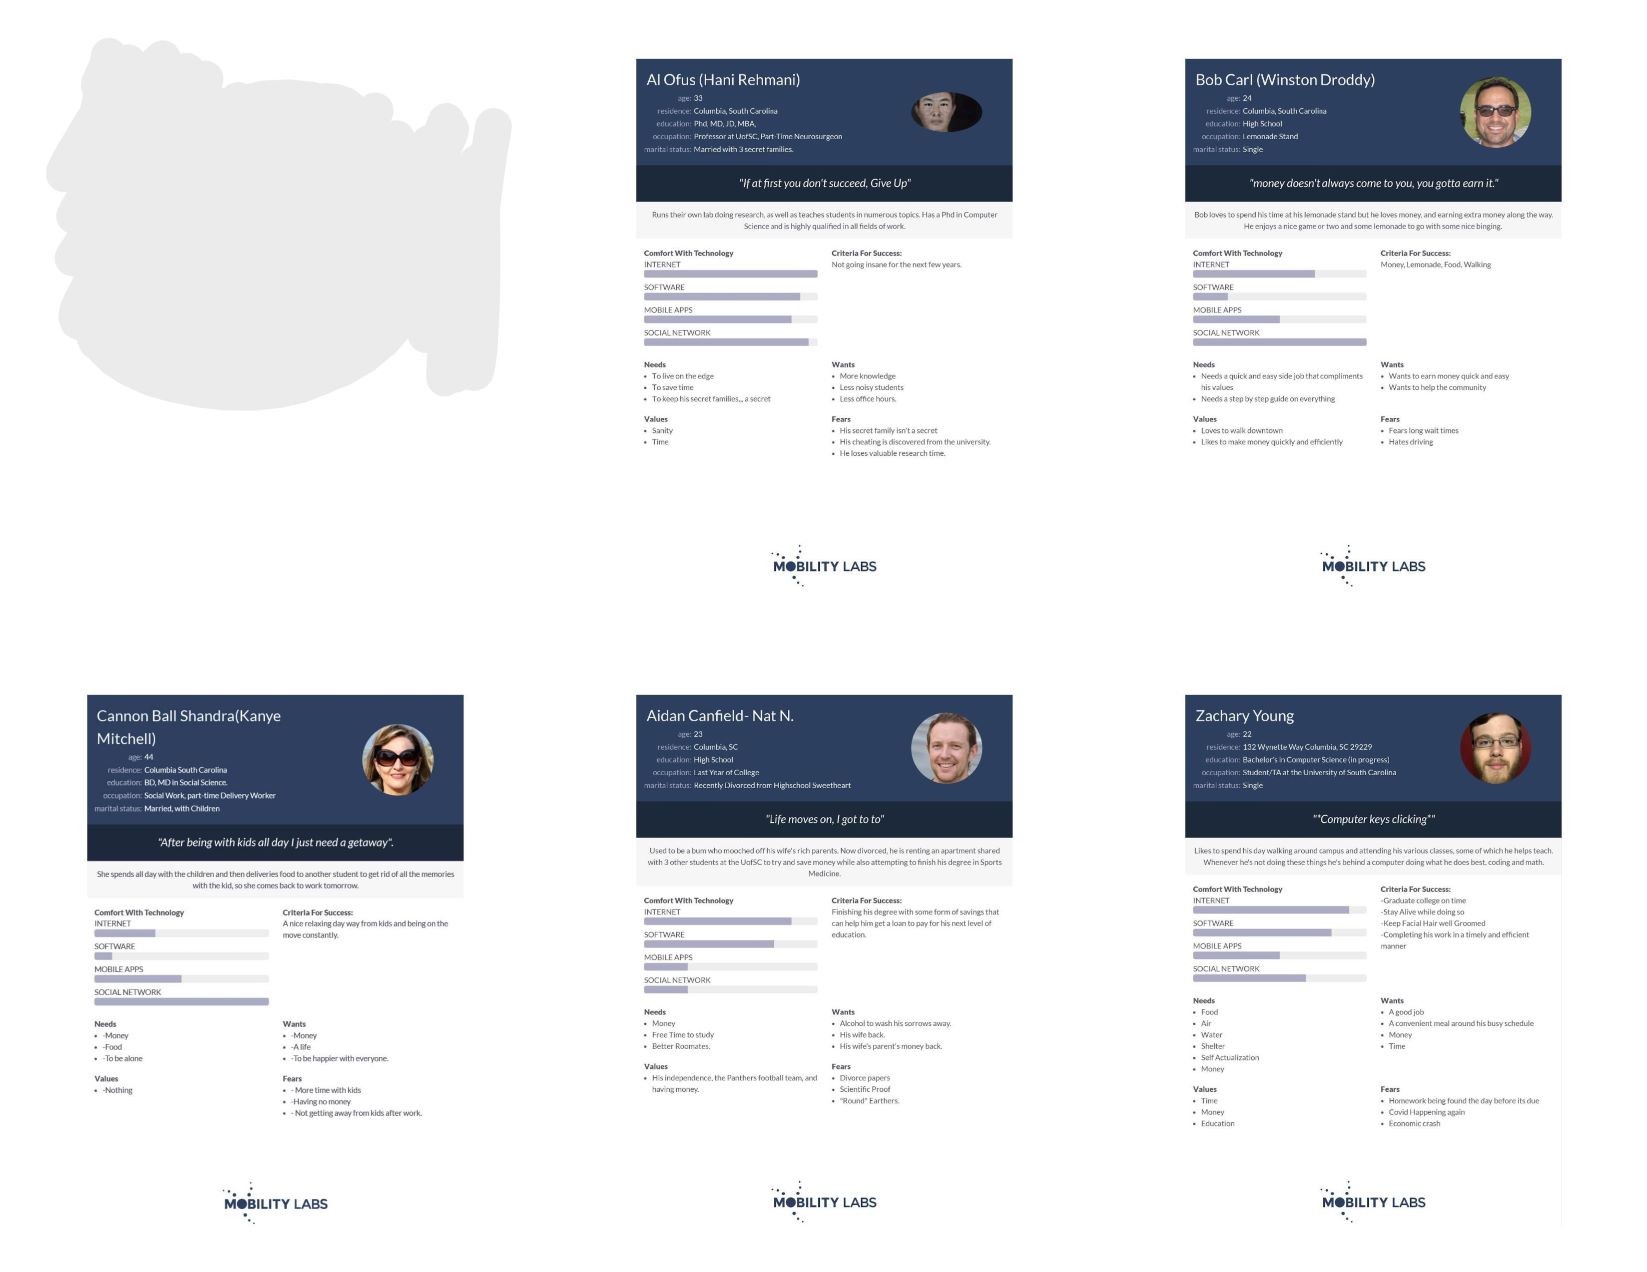 Al Ofus (Hani Rehmani)
age: 33
residence: Columbia, South Carolina
education: Phd, MD, JD, MBA,
occupation: Professor at UofSC, Part-Time Neurosurgeon
marital status: Married with 3 secret families.
"If at first you don't succeed, Give Up"
Runs their own lab doing research, as well as teaches students in numerous topics. Has a Phd in Computer
Science and is highly qualified in all fields of work.
Comfort With Technology
INTERNET
SOFTWARE
MOBILE APPS
SOCIAL NETWORK
Criteria For Success:
Not going insane for the next few years.
Needs
• To live on the edge
• To save time
• To keep his secret families,,, a secret
Wants
• More knowledge
• Less noisy students
• Less office hours.
Values
• Sanity
• Time
Fears
• His secret family isn't a secret
• His cheating is discovered from the university.
• He loses valuable research time.
MOBILITY LABS
Bob Carl (Winston Droddy)
age: 24
residence: Columbia, South Carolina
education: High School
occupation: Lemonade Stand
marital status: Single
"money doesn't always come to you, you gotta earn it."
Bob loves to spend his time at his lemonade stand but he loves money, and earning extra money along the way.
He enjoys a nice game or two and some lemonade to go with some nice binging.
Comfort With Technology
INTERNET
SOFTWARE
MOBILE APPS
SOCIAL NETWORK
Criteria For Success:
Money, Lemonade, Food, Walking
Needs
• Needs a quick and easy side job that compliments
his values
• Needs a step by step guide on everything
Wants
• Wants to earn money quick and easy
• Wants to help the community
Values
• Loves to walk downtown
• Likes to make money quickly and efficiently
Fears
• Fears long wait times
• Hates driving
MOBILITY LABS
Cannon Ball Shandra(Kanye
Mitchell)
age: 44
residence: Columbia South Carolina
education: BD, MD in Social Science.
occupation: Social Work, part-time Delivery Worker
marital status: Married, with Children
"After being with kids all day I just need a getaway".
She spends all day with the children and then deliveries food to another student to get rid of all the memories
with the kid, so she comes back to work tomorrow.
Comfort With Technology
INTERNET
SOFTWARE
MOBILE APPS
SOCIAL NETWORK
Criteria For Success:
A nice relaxing day way from kids and being on the
move constantly.
Needs
• -Money
• -Food
• -To be alone
Wants
• -Money
• -A life
• -To be happier with everyone.
Values
• -Nothing
Fears
• - More time with kids
• -Having no money
• - Not getting away from kids after work.
MOBILITY LABS
Aidan Canfield- Nat N.
age: 23
residence: Columbia, SC
education: High School
occupation: Last Year of College
marital status: Recently Divorced from Highschool Sweetheart
"Life moves on, I got to to"
Used to be a bum who mooched off his wife's rich parents. Now divorced, he is renting an apartment shared
with 3 other students at the UofSC to try and save money while also attempting to finish his degree in Sports
Medicine.
Comfort With Technology
INTERNET
SOFTWARE
MOBILE APPS
SOCIAL NETWORK
Criteria For Success:
Finishing his degree with some form of savings that
can help him get a loan to pay for his next level of
education.
Needs
• Money
• Free Time to study
• Better Roomates.
Wants
• Alcohol to wash his sorrows away.
• His wife back.
• His wife's parent's money back.
Values
• His independence, the Panthers football team, and
having money.
Fears
• Divorce papers
• Scientific Proof
• "Round" Earthers.
MOBILITY LABS
Zachary Young
age: 22
residence: 132 Wynette Way Columbia, SC 29229
education: Bachelor's in Computer Science (in progress)
occupation: Student/TA at the University of South Carolina
marital status: Single
"*Computer keys clicking*"
Likes to spend his day walking around campus and attending his various classes, some of which he helps teach.
Whenever he's not doing these things he's behind a computer doing what he does best, coding and math.
Comfort With Technology
INTERNET
SOFTWARE
MOBILE APPS
SOCIAL NETWORK
Criteria For Success:
-Graduate college on time
-Stay Alive while doing so
-Keep Facial Hair well Groomed
-Completing his work in a timely and efficient
manner
Needs
• Food
• Air
• Water
• Shelter
• Self Actualization
• Money
Wants
• A good job
• A convenient meal around his busy schedule
• Money
• Time
Values
• Time
• Money
• Education
Fears
• Homework being found the day before its due
• Covid Happening again
• Economic crash
MOBILITY LABS